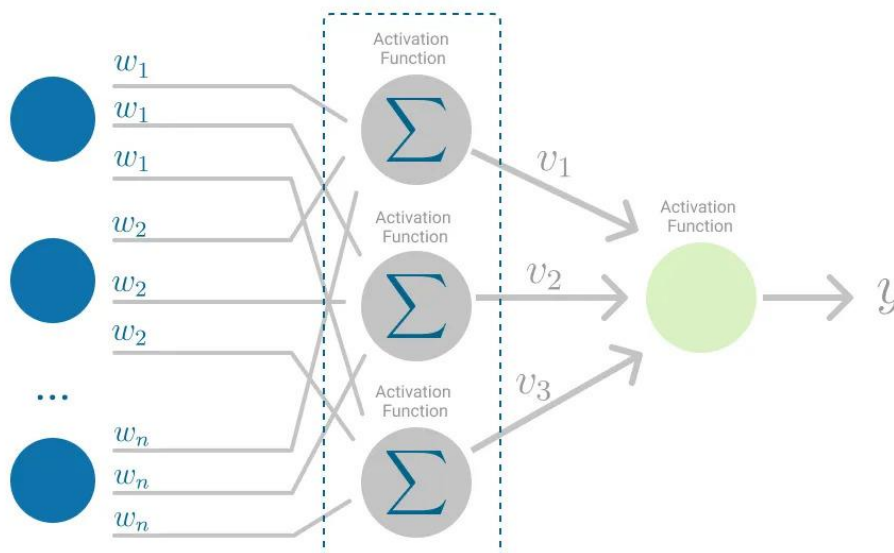 w₁
w₁
w₁
w₂
w₂
w₂
...
wₙ
wₙ
wₙ
Activation
Function
Σ
Activation
Function
Σ
Activation
Function
Σ
v₁
v₂
v₃
Activation
Function
y